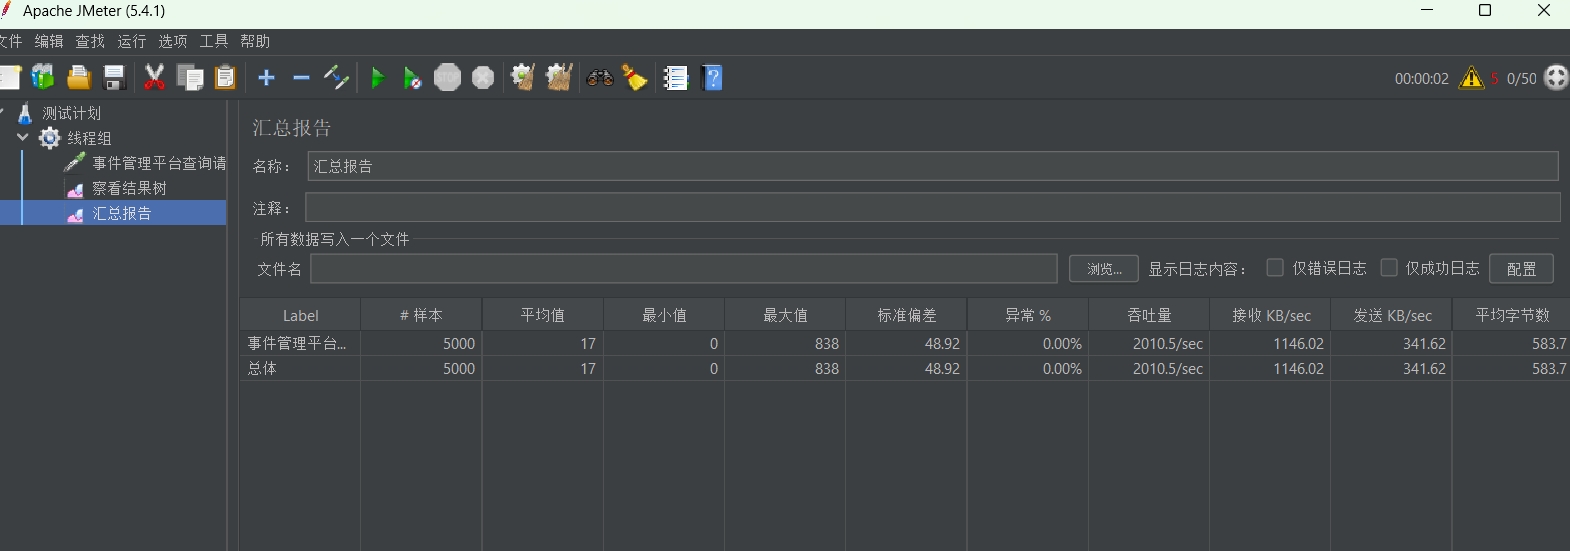 Apache JMeter (5.4.1)
文件 编辑 查找 运行 选项 工具 帮助
00:00:02 5 0/50
测试计划
线程组
事件管理平台查询请
察看结果树
汇总报告
汇总报告
名称： 汇总报告
注释：
所有数据写入一个文件
文件名 浏览... 显示日志内容： 仅错误日志 仅成功日志 配置
Label # 样本 平均值 最小值 最大值 标准偏差 异常 % 吞吐量 接收 KB/sec 发送 KB/sec 平均字节数
事件管理平台... 5000 17 0 838 48.92 0.00% 2010.5/sec 1146.02 341.62 583.7
总体 5000 17 0 838 48.92 0.00% 2010.5/sec 1146.02 341.62 583.7